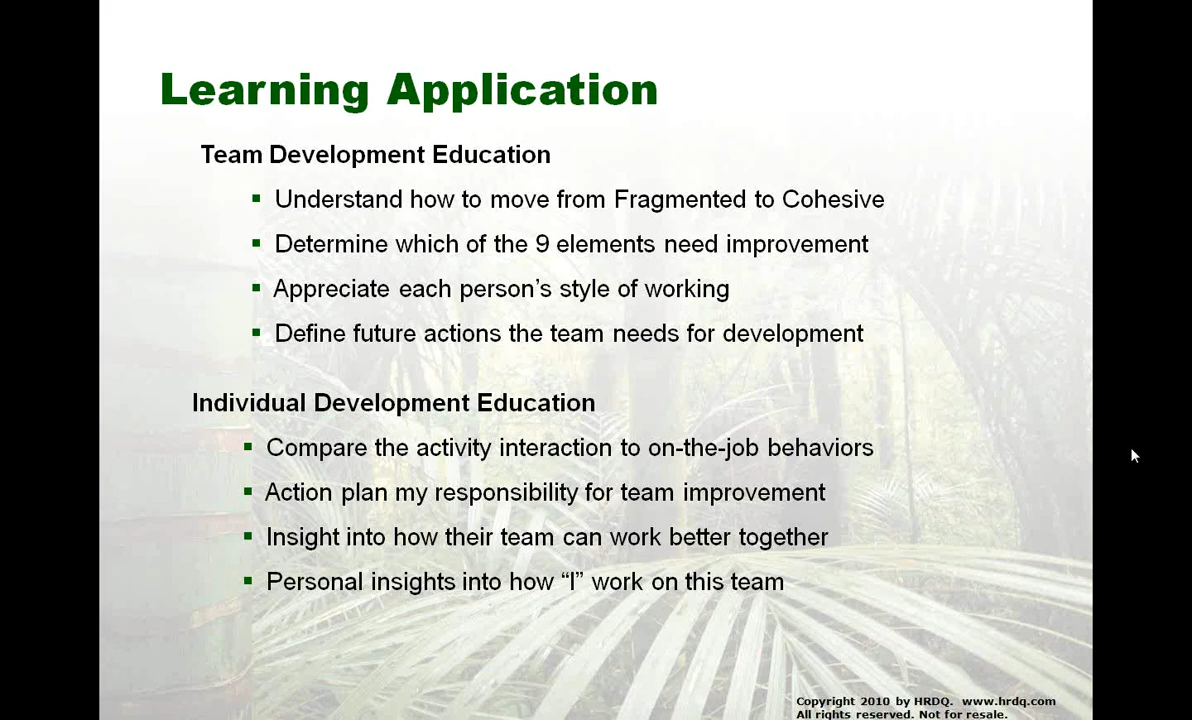 Learning Application
Team Development Education
▪ Understand how to move from Fragmented to Cohesive
▪ Determine which of the 9 elements need improvement
▪ Appreciate each person’s style of working
▪ Define future actions the team needs for development
Individual Development Education
▪ Compare the activity interaction to on-the-job behaviors
▪ Action plan my responsibility for team improvement
▪ Insight into how their team can work better together
▪ Personal insights into how “I” work on this team
Copyright 2010 by HRDQ. www.hrdq.com
All rights reserved. Not for resale.